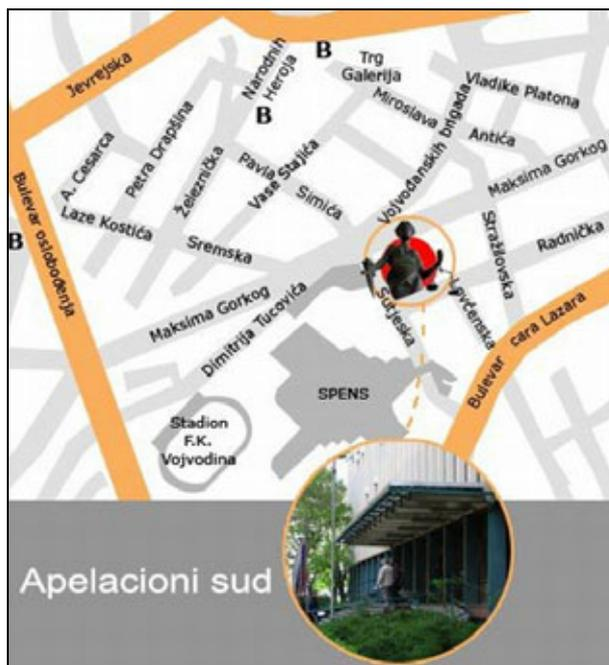 Jevrejska
Narodnih
Heroja
B
Trg
Galerija
Vladike Platona
Miroslava
Antića
B
A. Cesarca
Petra Drapšina
Železnička
Pavla
Simića
Vase Stajića
Vojvođanskih brigada
Maksima Gorkog
Bulevar oslobođenja
B
Laze Kostića
Sremska
Stražilovska
Radnička
Maksima Gorkog
Dimitrija Tucovića
Sutjeska
Lovćenska
Bulevar cara Lazara
SPENS
Stadion
F.K.
Vojvodina
Apelacioni sud